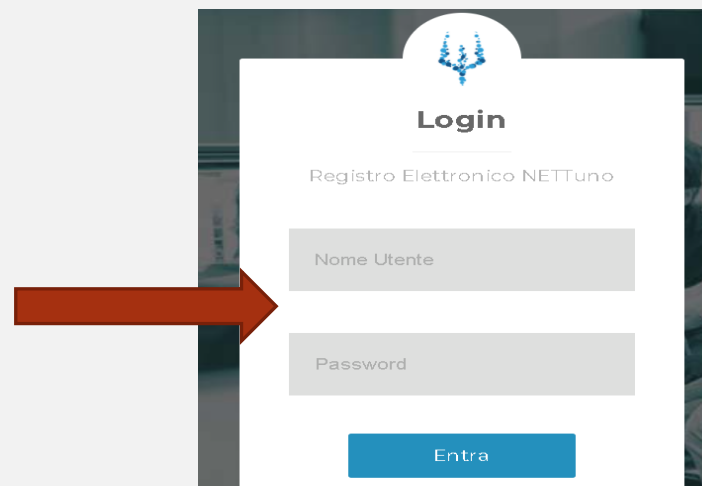 Login
Registro Elettronico NETTuno
Nome Utente
Password
Entra